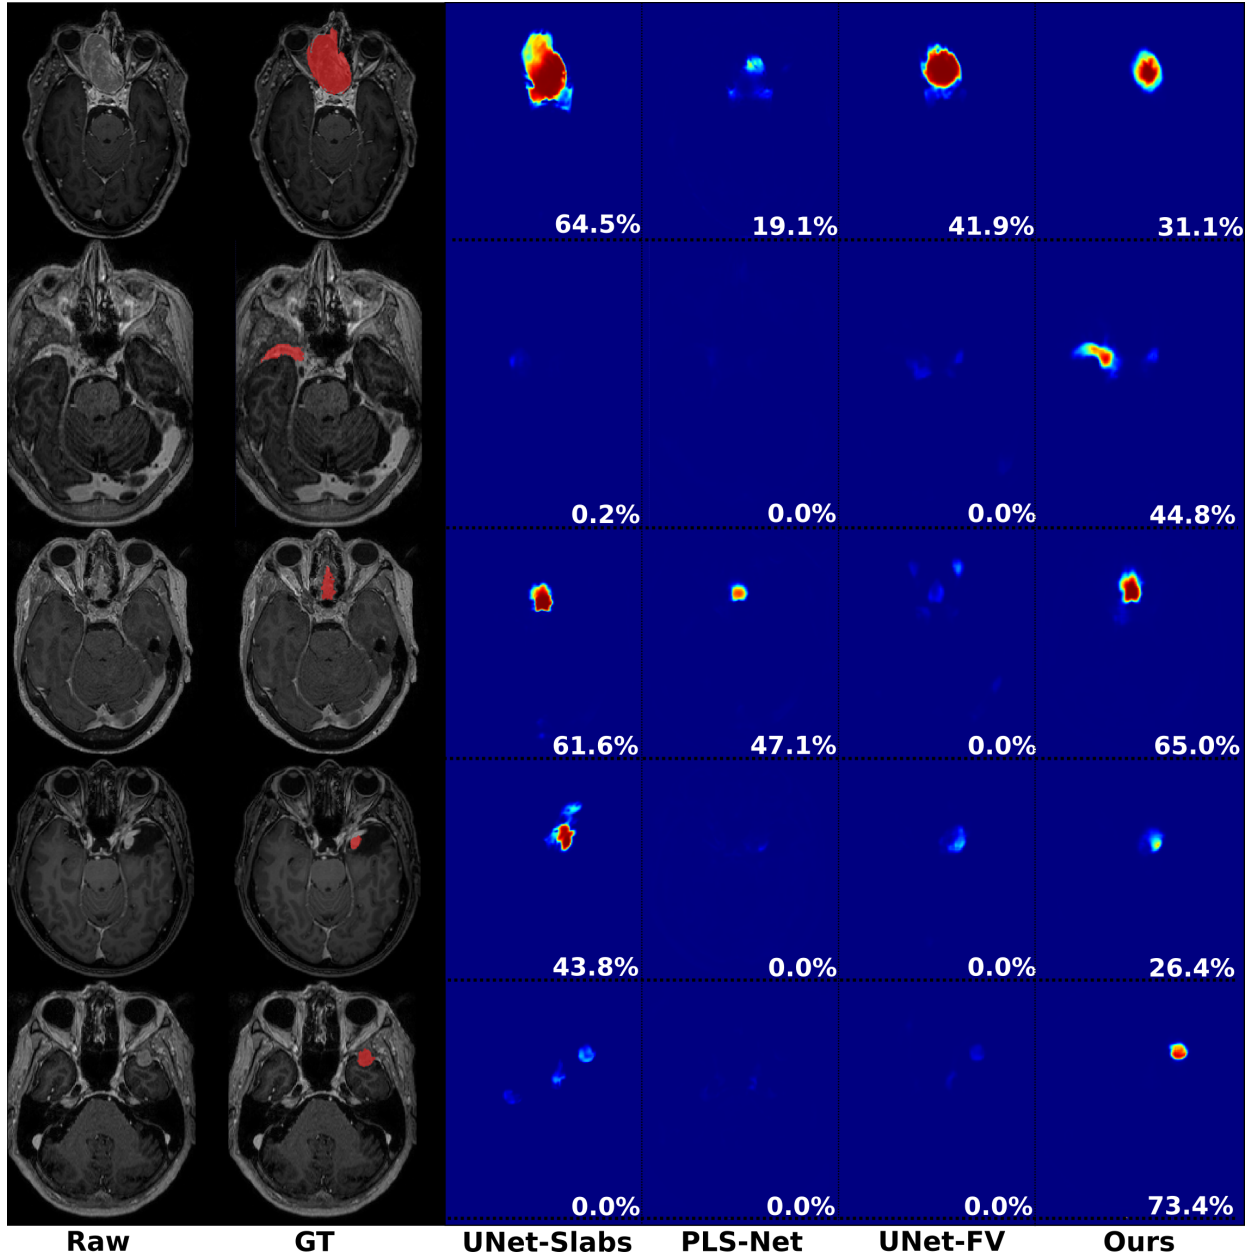 64.5% 19.1% 41.9% 31.1%
0.2% 0.0% 0.0% 44.8%
61.6% 47.1% 0.0% 65.0%
43.8% 0.0% 0.0% 26.4%
0.0% 0.0% 0.0% 73.4%
Raw GT UNet-Slabs PLS-Net UNet-FV Ours